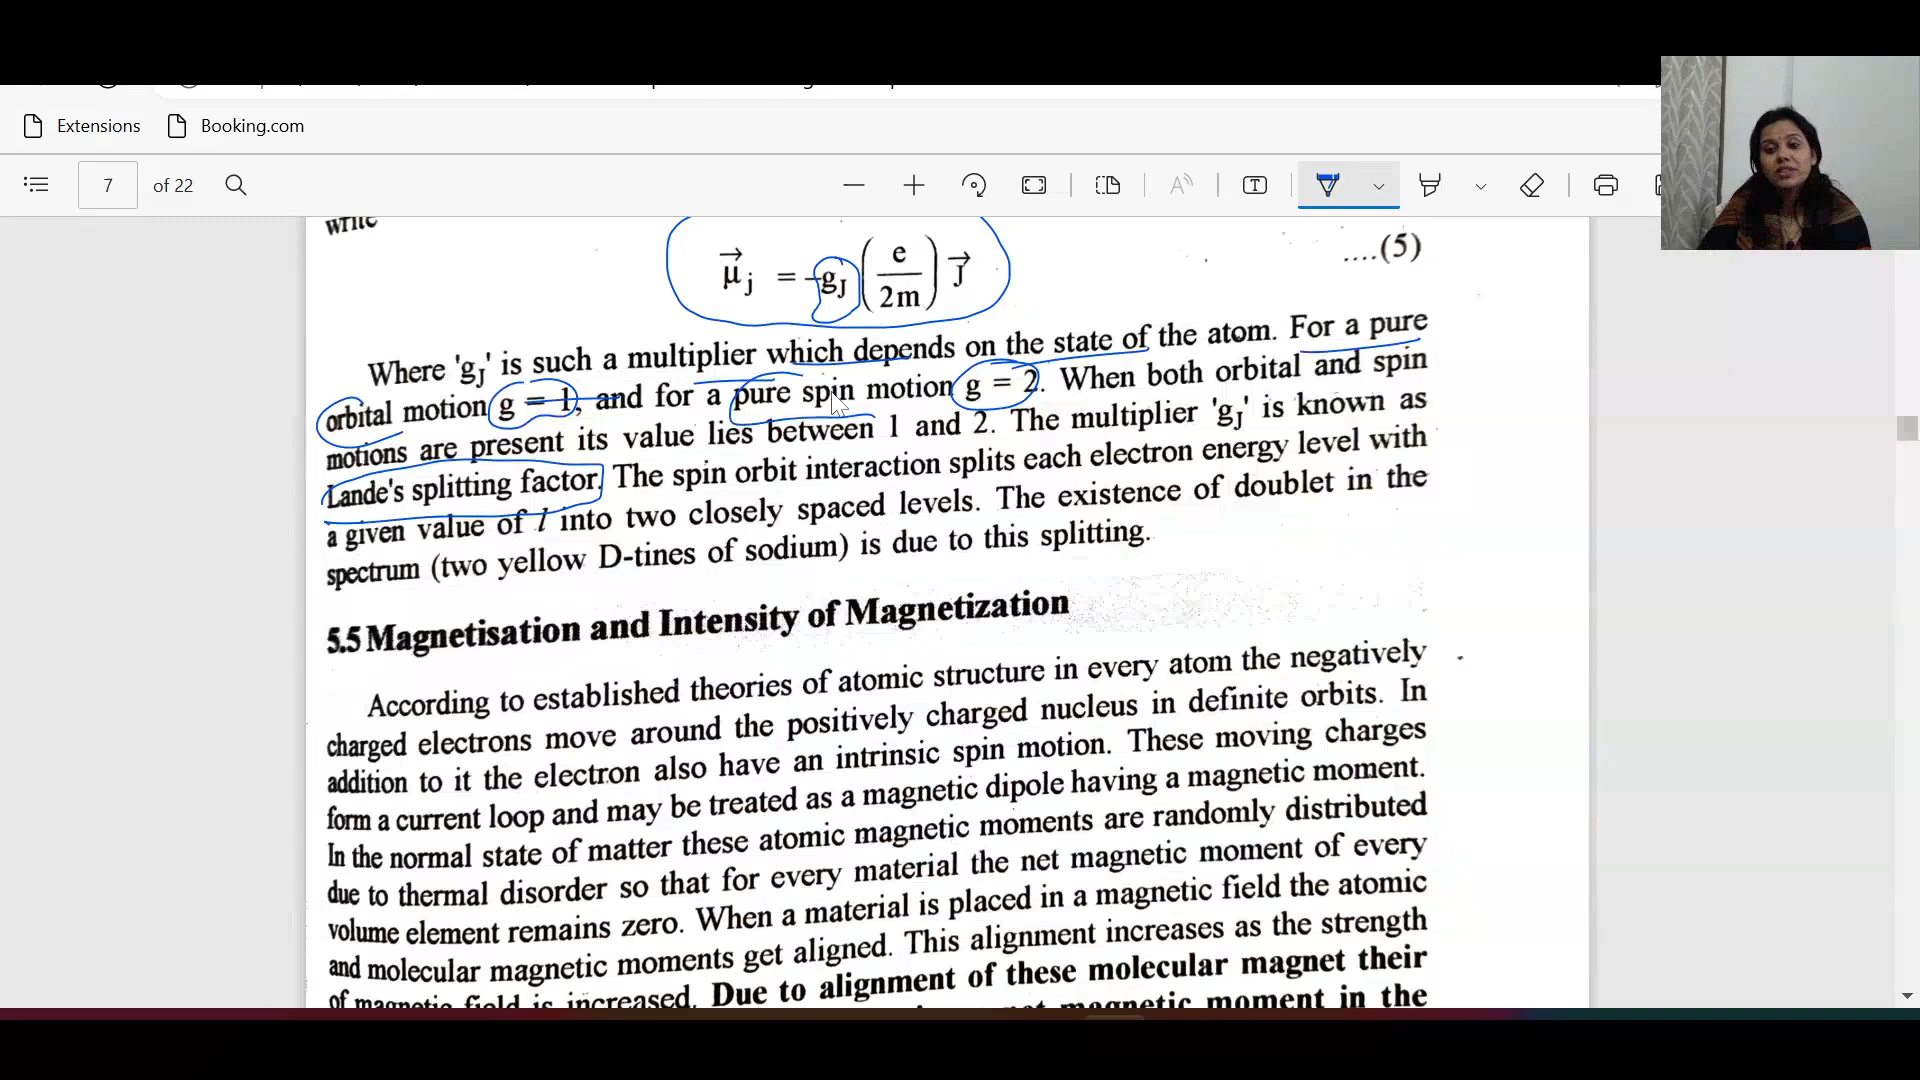 Extensions
Booking.com
7
of 22
write
μ⃗j = -gJ (e/2m) J⃗
....(5)
Where 'gJ' is such a multiplier which depends on the state of the atom. For a pure
orbital motion g = 1, and for a pure spin motion g = 2. When both orbital and spin
motions are present its value lies between 1 and 2. The multiplier 'gJ' is known as
Lande's splitting factor. The spin orbit interaction splits each electron energy level with
a given value of l into two closely spaced levels. The existence of doublet in the
spectrum (two yellow D-tines of sodium) is due to this splitting.
5.5 Magnetisation and Intensity of Magnetization
According to established theories of atomic structure in every atom the negatively
charged electrons move around the positively charged nucleus in definite orbits. In
addition to it the electron also have an intrinsic spin motion. These moving charges
form a current loop and may be treated as a magnetic dipole having a magnetic moment.
In the normal state of matter these atomic magnetic moments are randomly distributed
due to thermal disorder so that for every material the net magnetic moment of every
volume element remains zero. When a material is placed in a magnetic field the atomic
and molecular magnetic moments get aligned. This alignment increases as the strength
of magnetic field is increased. Due to alignment of these molecular magnet their
magnetic moment in the